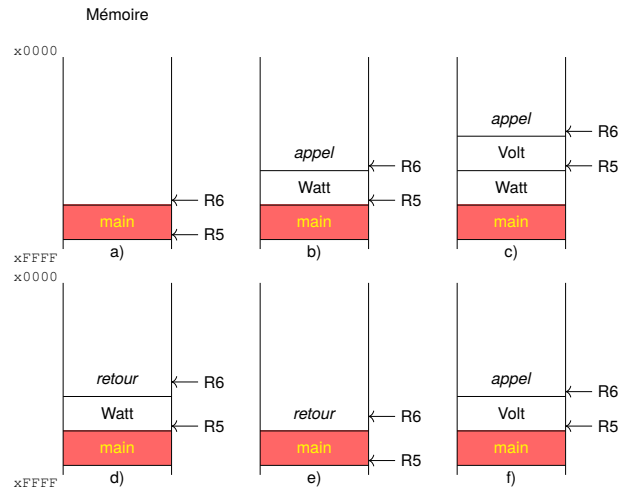 Mémoire
x0000
appel
R6
Volt
appel
R6
R5
R6
Watt
Watt
R5
R6
main
main
main
R5
a)
b)
c)
xFFFF
x0000
retour
R6
appel
R6
Watt
retour
R6
Volt
R5
R5
main
main
main
R5
d)
e)
f)
xFFFF